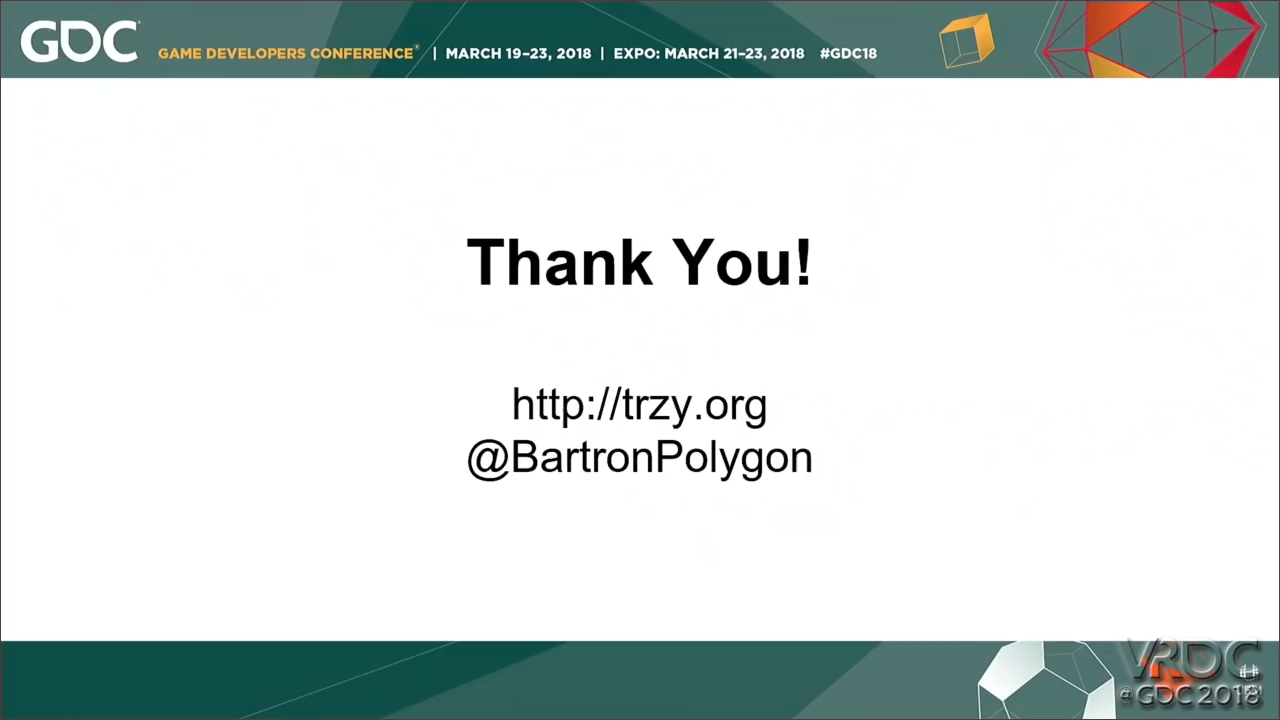 GDC GAME DEVELOPERS CONFERENCE® | MARCH 19–23, 2018 | EXPO: MARCH 21–23, 2018 #GDC18
Thank You!
http://trzy.org
@BartronPolygon
VRDC
@ GDC 2018